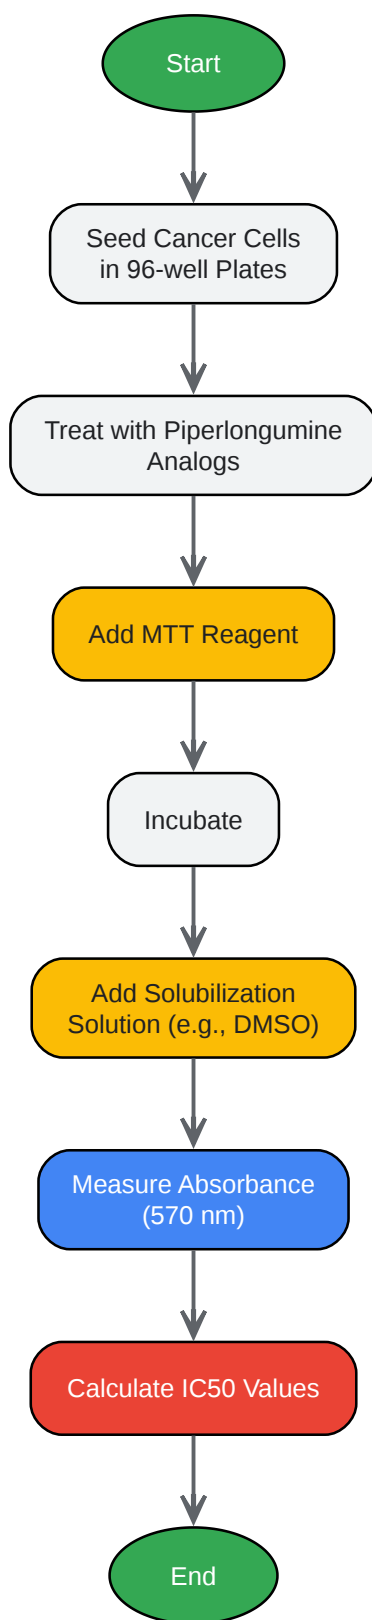 Start
Seed Cancer Cells
in 96-well Plates
Treat with Piperlongumine
Analogs
Add MTT Reagent
Incubate
Add Solubilization
Solution (e.g., DMSO)
Measure Absorbance
(570 nm)
Calculate IC50 Values
End